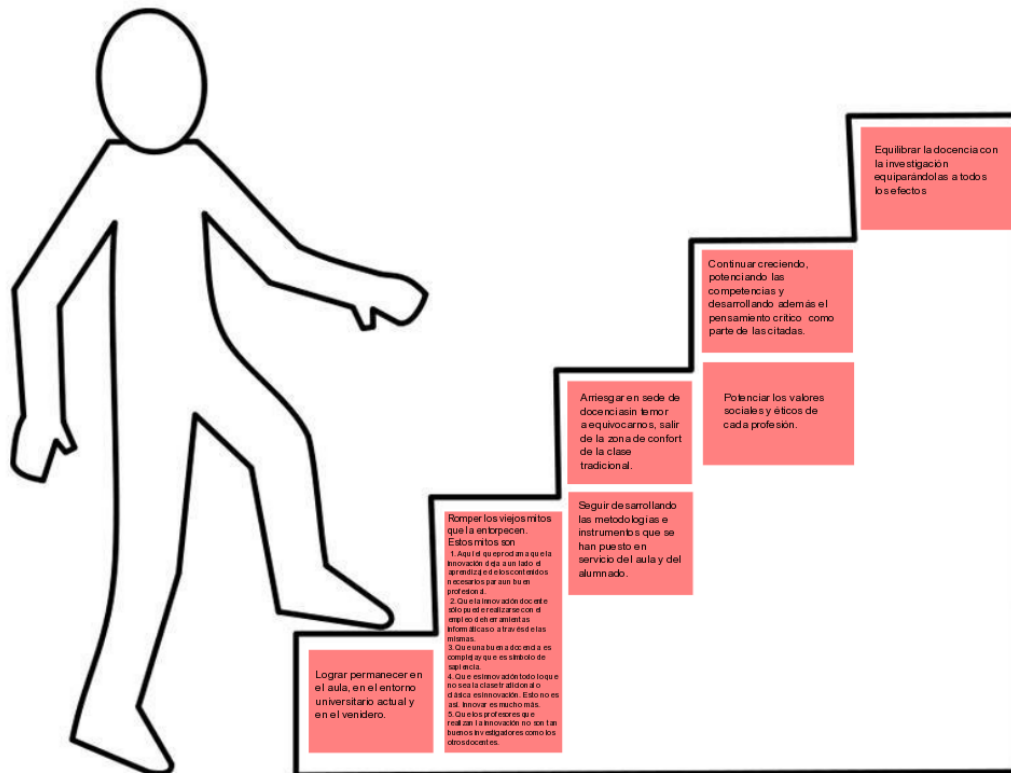 Equilibrar la docencia con
la investigación
equiparándolas a todos
los efectos
Continuar creciendo,
potenciando las
competencias y
desarrollando además el
pensamiento crítico como
parte de las citadas.
Potenciar los valores
sociales y éticos de
cada profesión.
Arriesgar en sede de
docenciasin temor
a equivocarnos, salir
de la zona de confort
de la clase
tradicional.
Seguir desarrollando
las metodologías e
instrumentos que se
han puesto en
servicio del aula y del
alumnado.
Romper los viejos mitos
que la entorpecen.
Estos mitos son
1. Aquí el que proclama que la
innovación deja a un lado el
aprendizaje de los contenidos
necesarios para un buen
profesional.
2. Que la innovación docente
sólo puede realizarse con el
empleo de herramientas
informáticas o a través de las
mismas.
3. Que una buena docencia es
compleja y que es símbolo de
sapiencia.
4. Que es innovación todo lo que
no sea la clase tradicional o
clásica es innovación. Esto no es
así. Innovar es mucho más.
5. Que los profesores que
realizan la innovación no son tan
buenos investigadores como los
otros docentes.
Lograr permanecer en
el aula, en el entorno
universitario actual y
en el venidero.